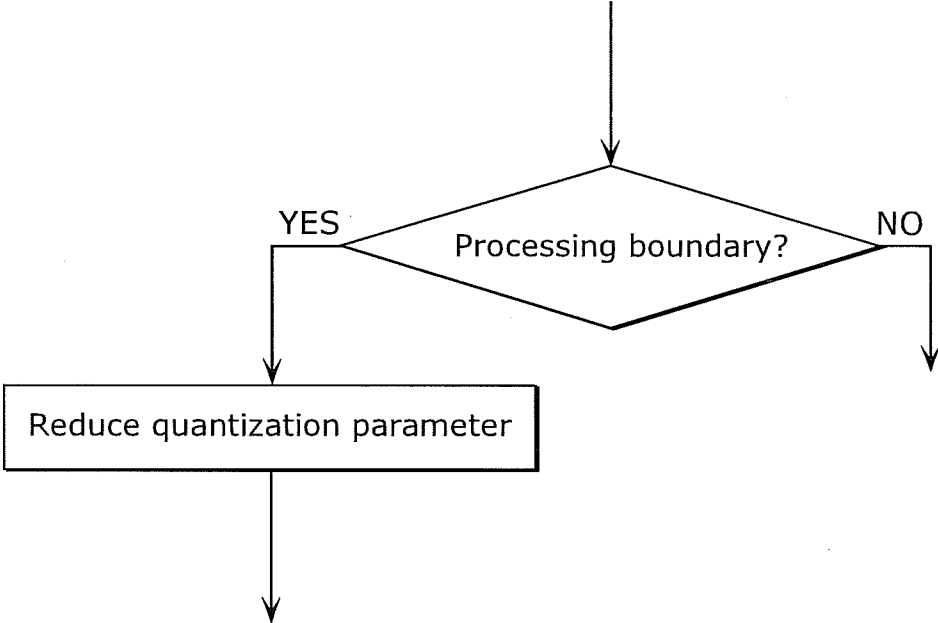 YES
NO
Processing boundary?
Reduce quantization parameter